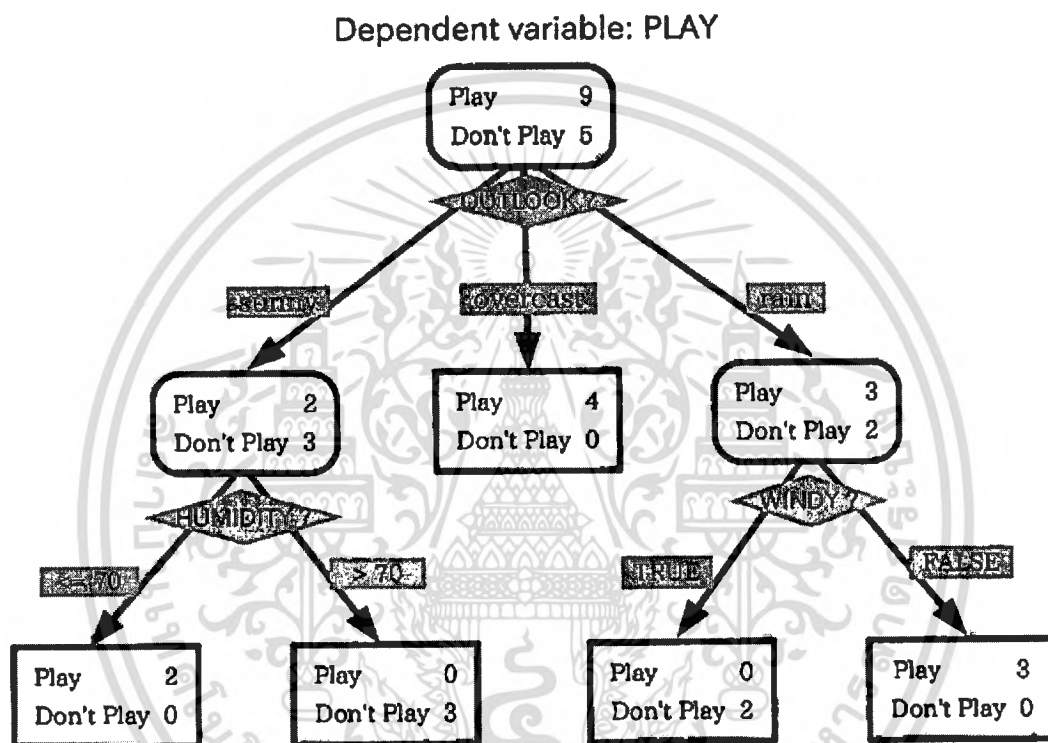 Dependent variable: PLAY
Play 9
Don't Play 5
OUTLOOK ?
sunny
overcast
rain
Play 2
Don't Play 3
Play 4
Don't Play 0
Play 3
Don't Play 2
HUMIDITY ?
WINDY ?
<= 70
> 70
TRUE
FALSE
Play 2
Don't Play 0
Play 0
Don't Play 3
Play 0
Don't Play 2
Play 3
Don't Play 0